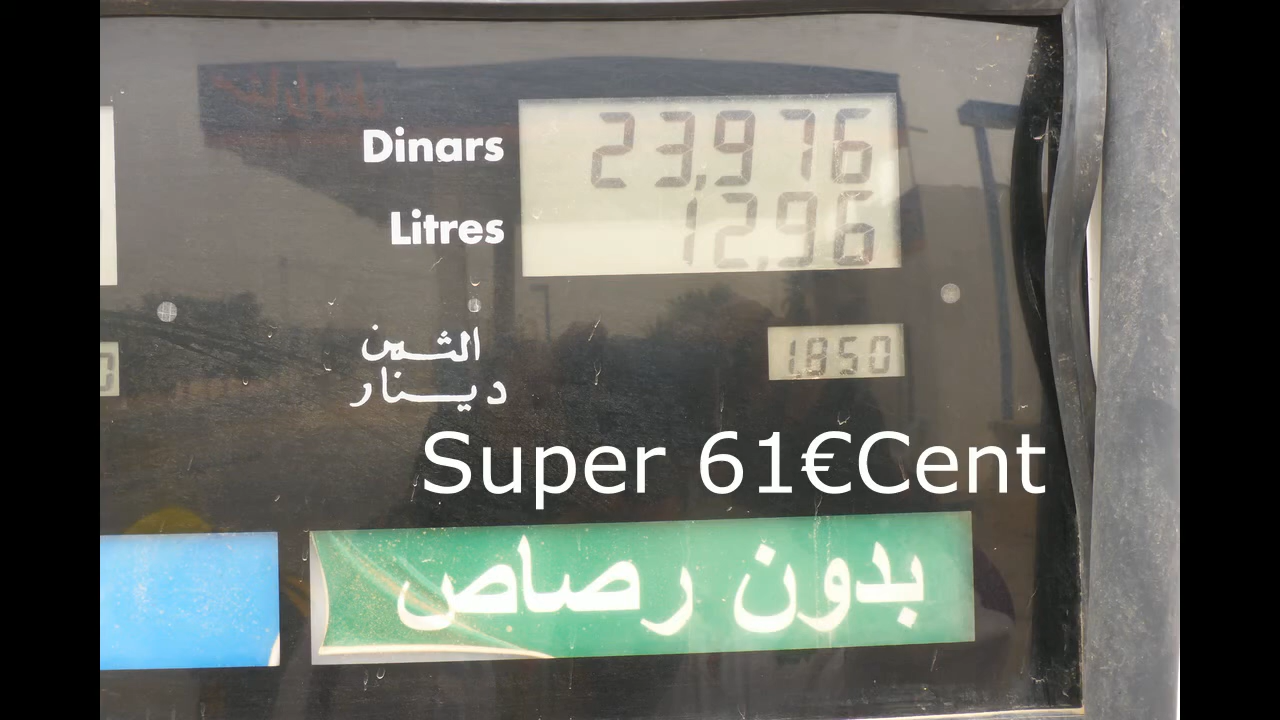 Dinars 23,976
Litres 12,96
الثمن
دينار
1.850
Super 61€Cent
بدون رصاص